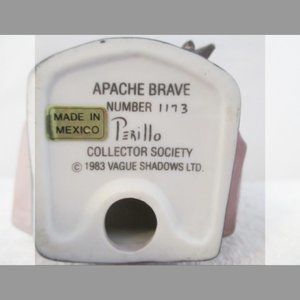 APACHE BRAVE
NUMBER 1173
MADE IN
MEXICO
Perillo
COLLECTOR SOCIETY
© 1983 VAGUE SHADOWS LTD.